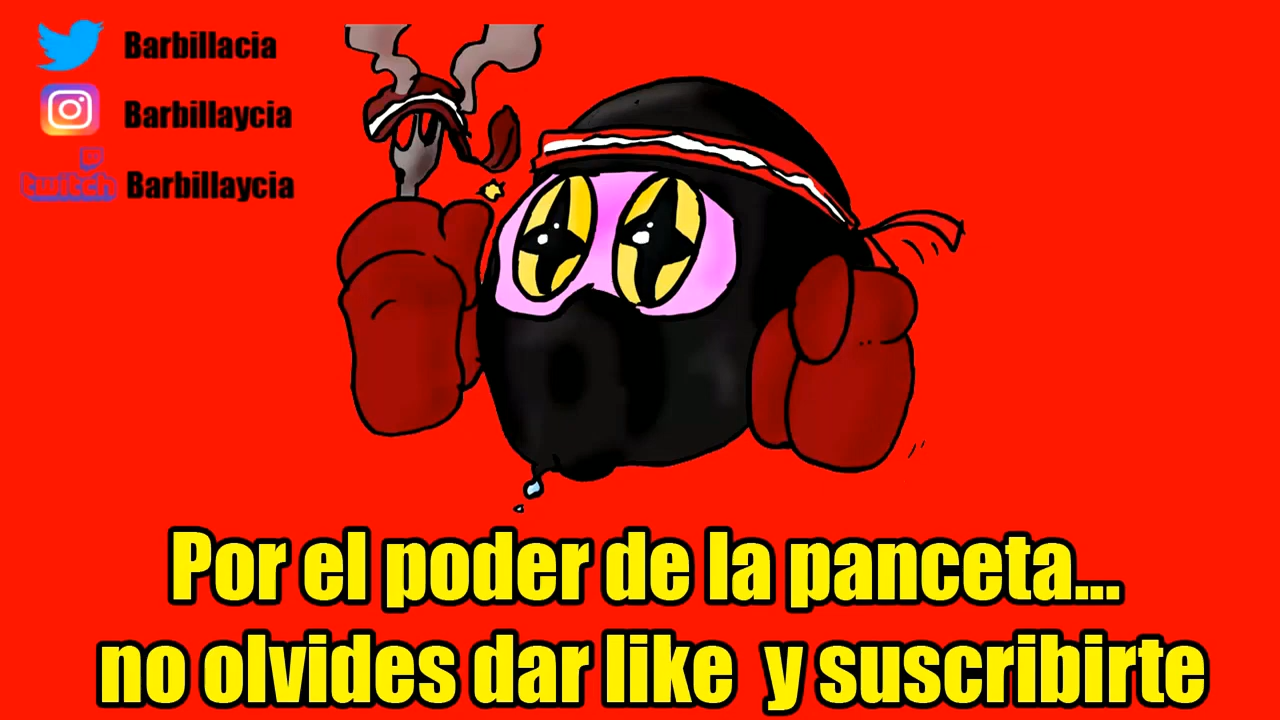 Barbillacia
Barbillaycia
twitch Barbillaycia
Por el poder de la panceta...
no olvides dar like y suscribirte